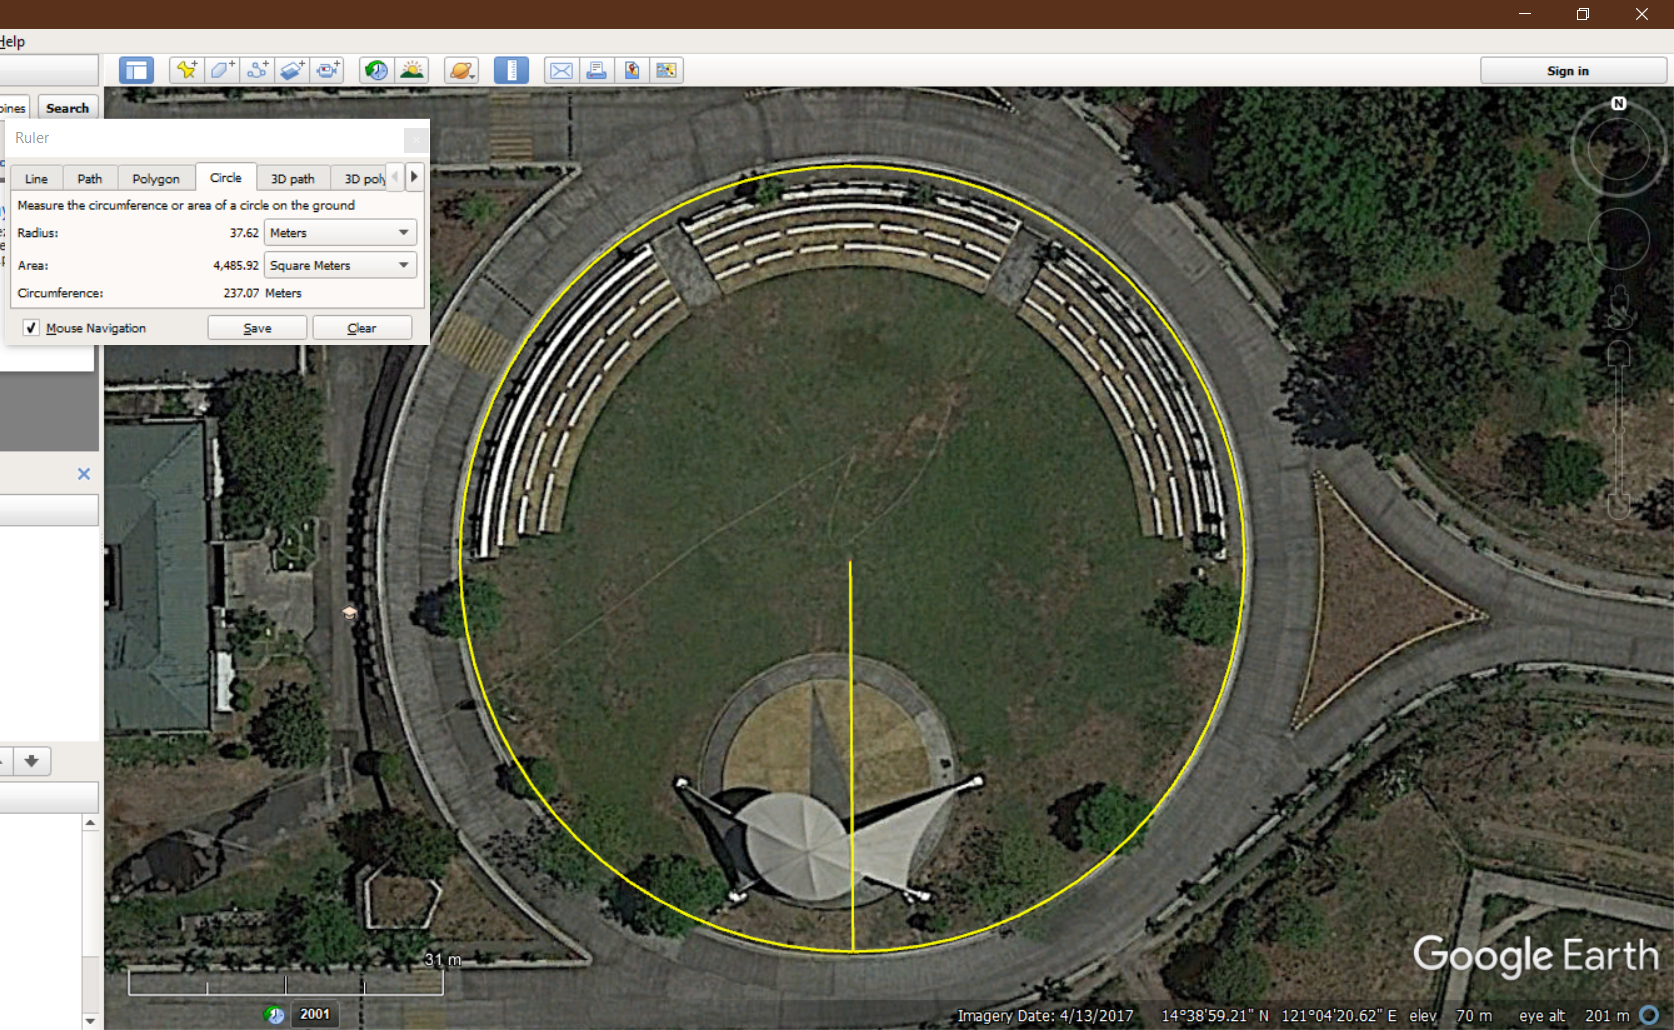 Help
Sign in
Search
Ruler
Line Path Polygon Circle 3D path 3D poly
Measure the circumference or area of a circle on the ground
Radius: 37.62 Meters
Area: 4,485.92 Square Meters
Circumference: 237.07 Meters
Mouse Navigation Save Clear
N
31 m
Google Earth
2001
Imagery Date: 4/13/2017 14°38'59.21" N 121°04'20.62" E elev 70 m eye alt 201 m